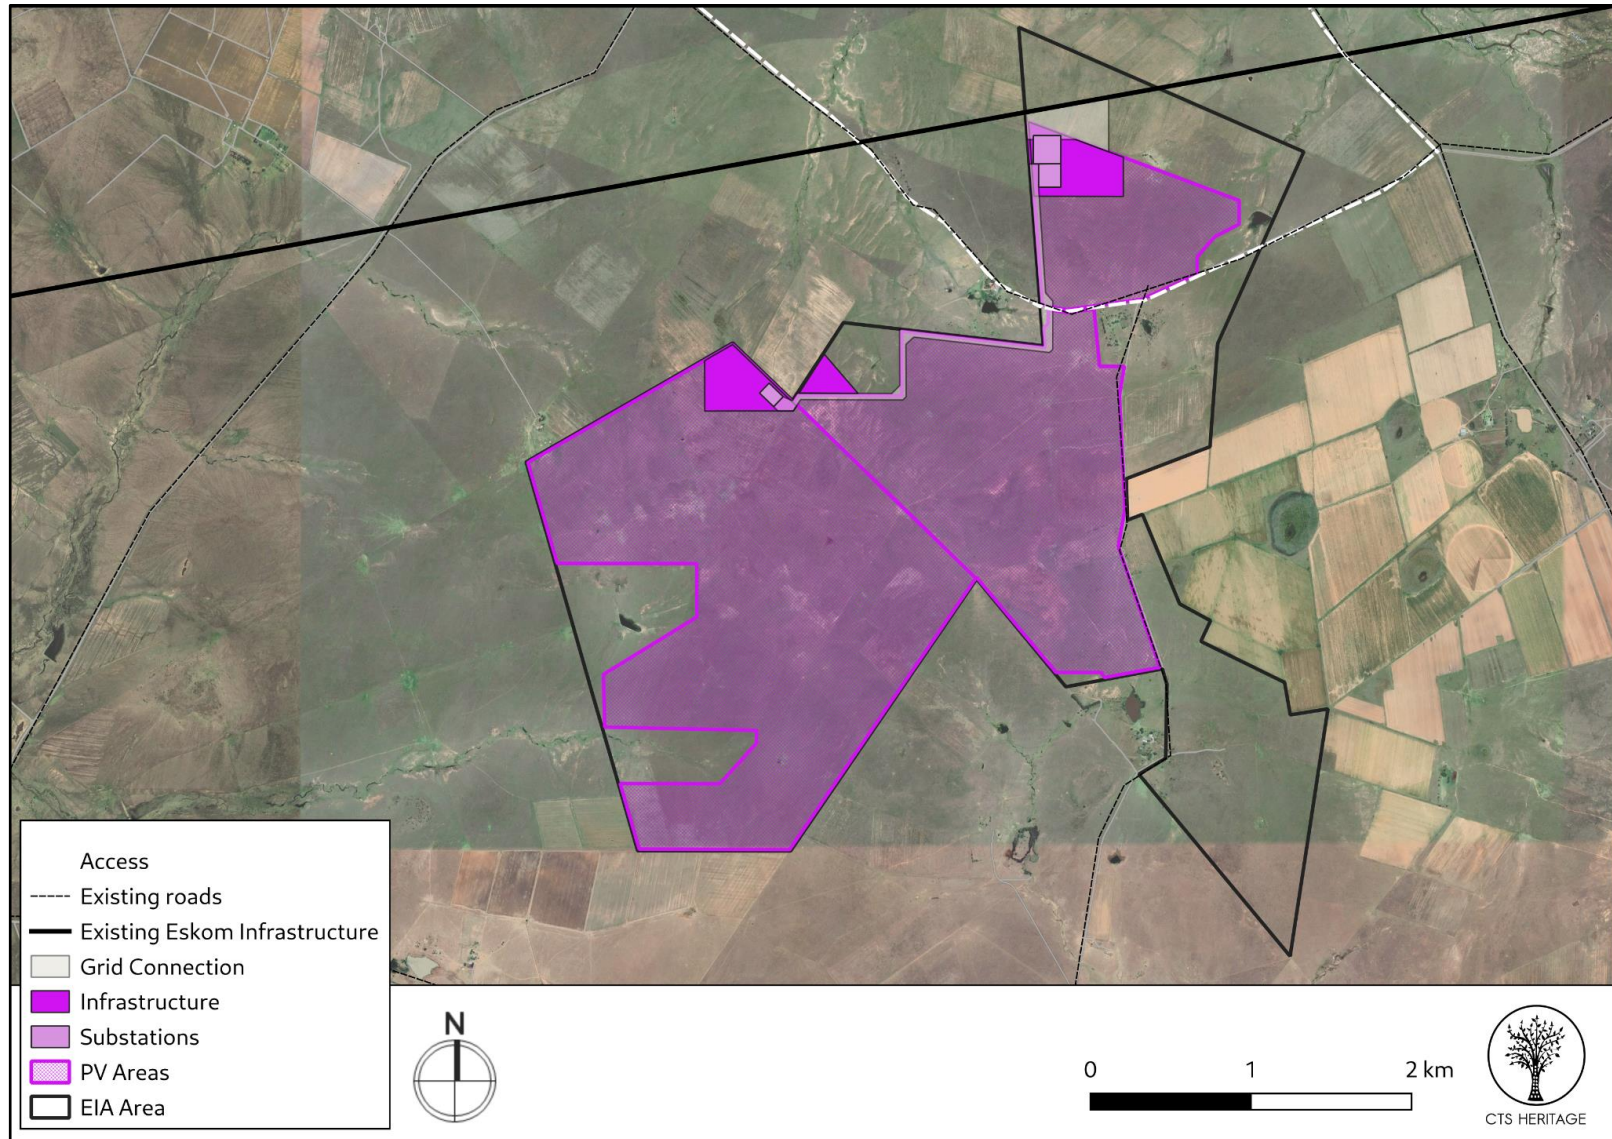 Access
Existing roads
Existing Eskom Infrastructure
Grid Connection
Infrastructure
Substations
PV Areas
EIA Area
N
0 1 2 km
CTS HERITAGE